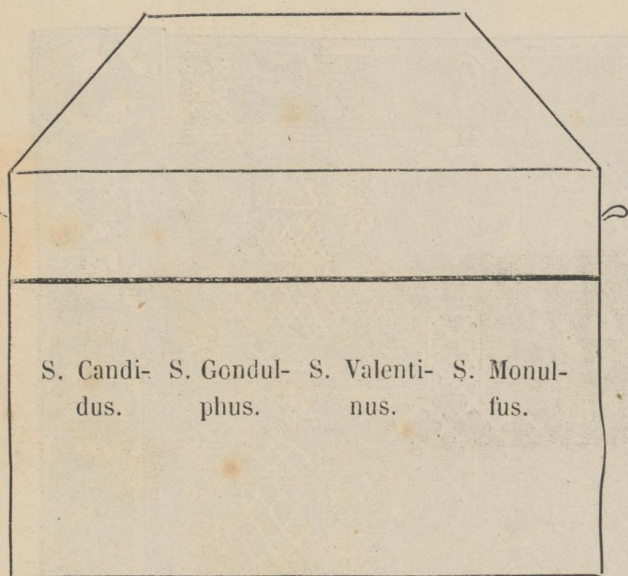 S. Candi- S. Gondul- S. Valenti- S. Monul-
dus. phus. nus. fus.